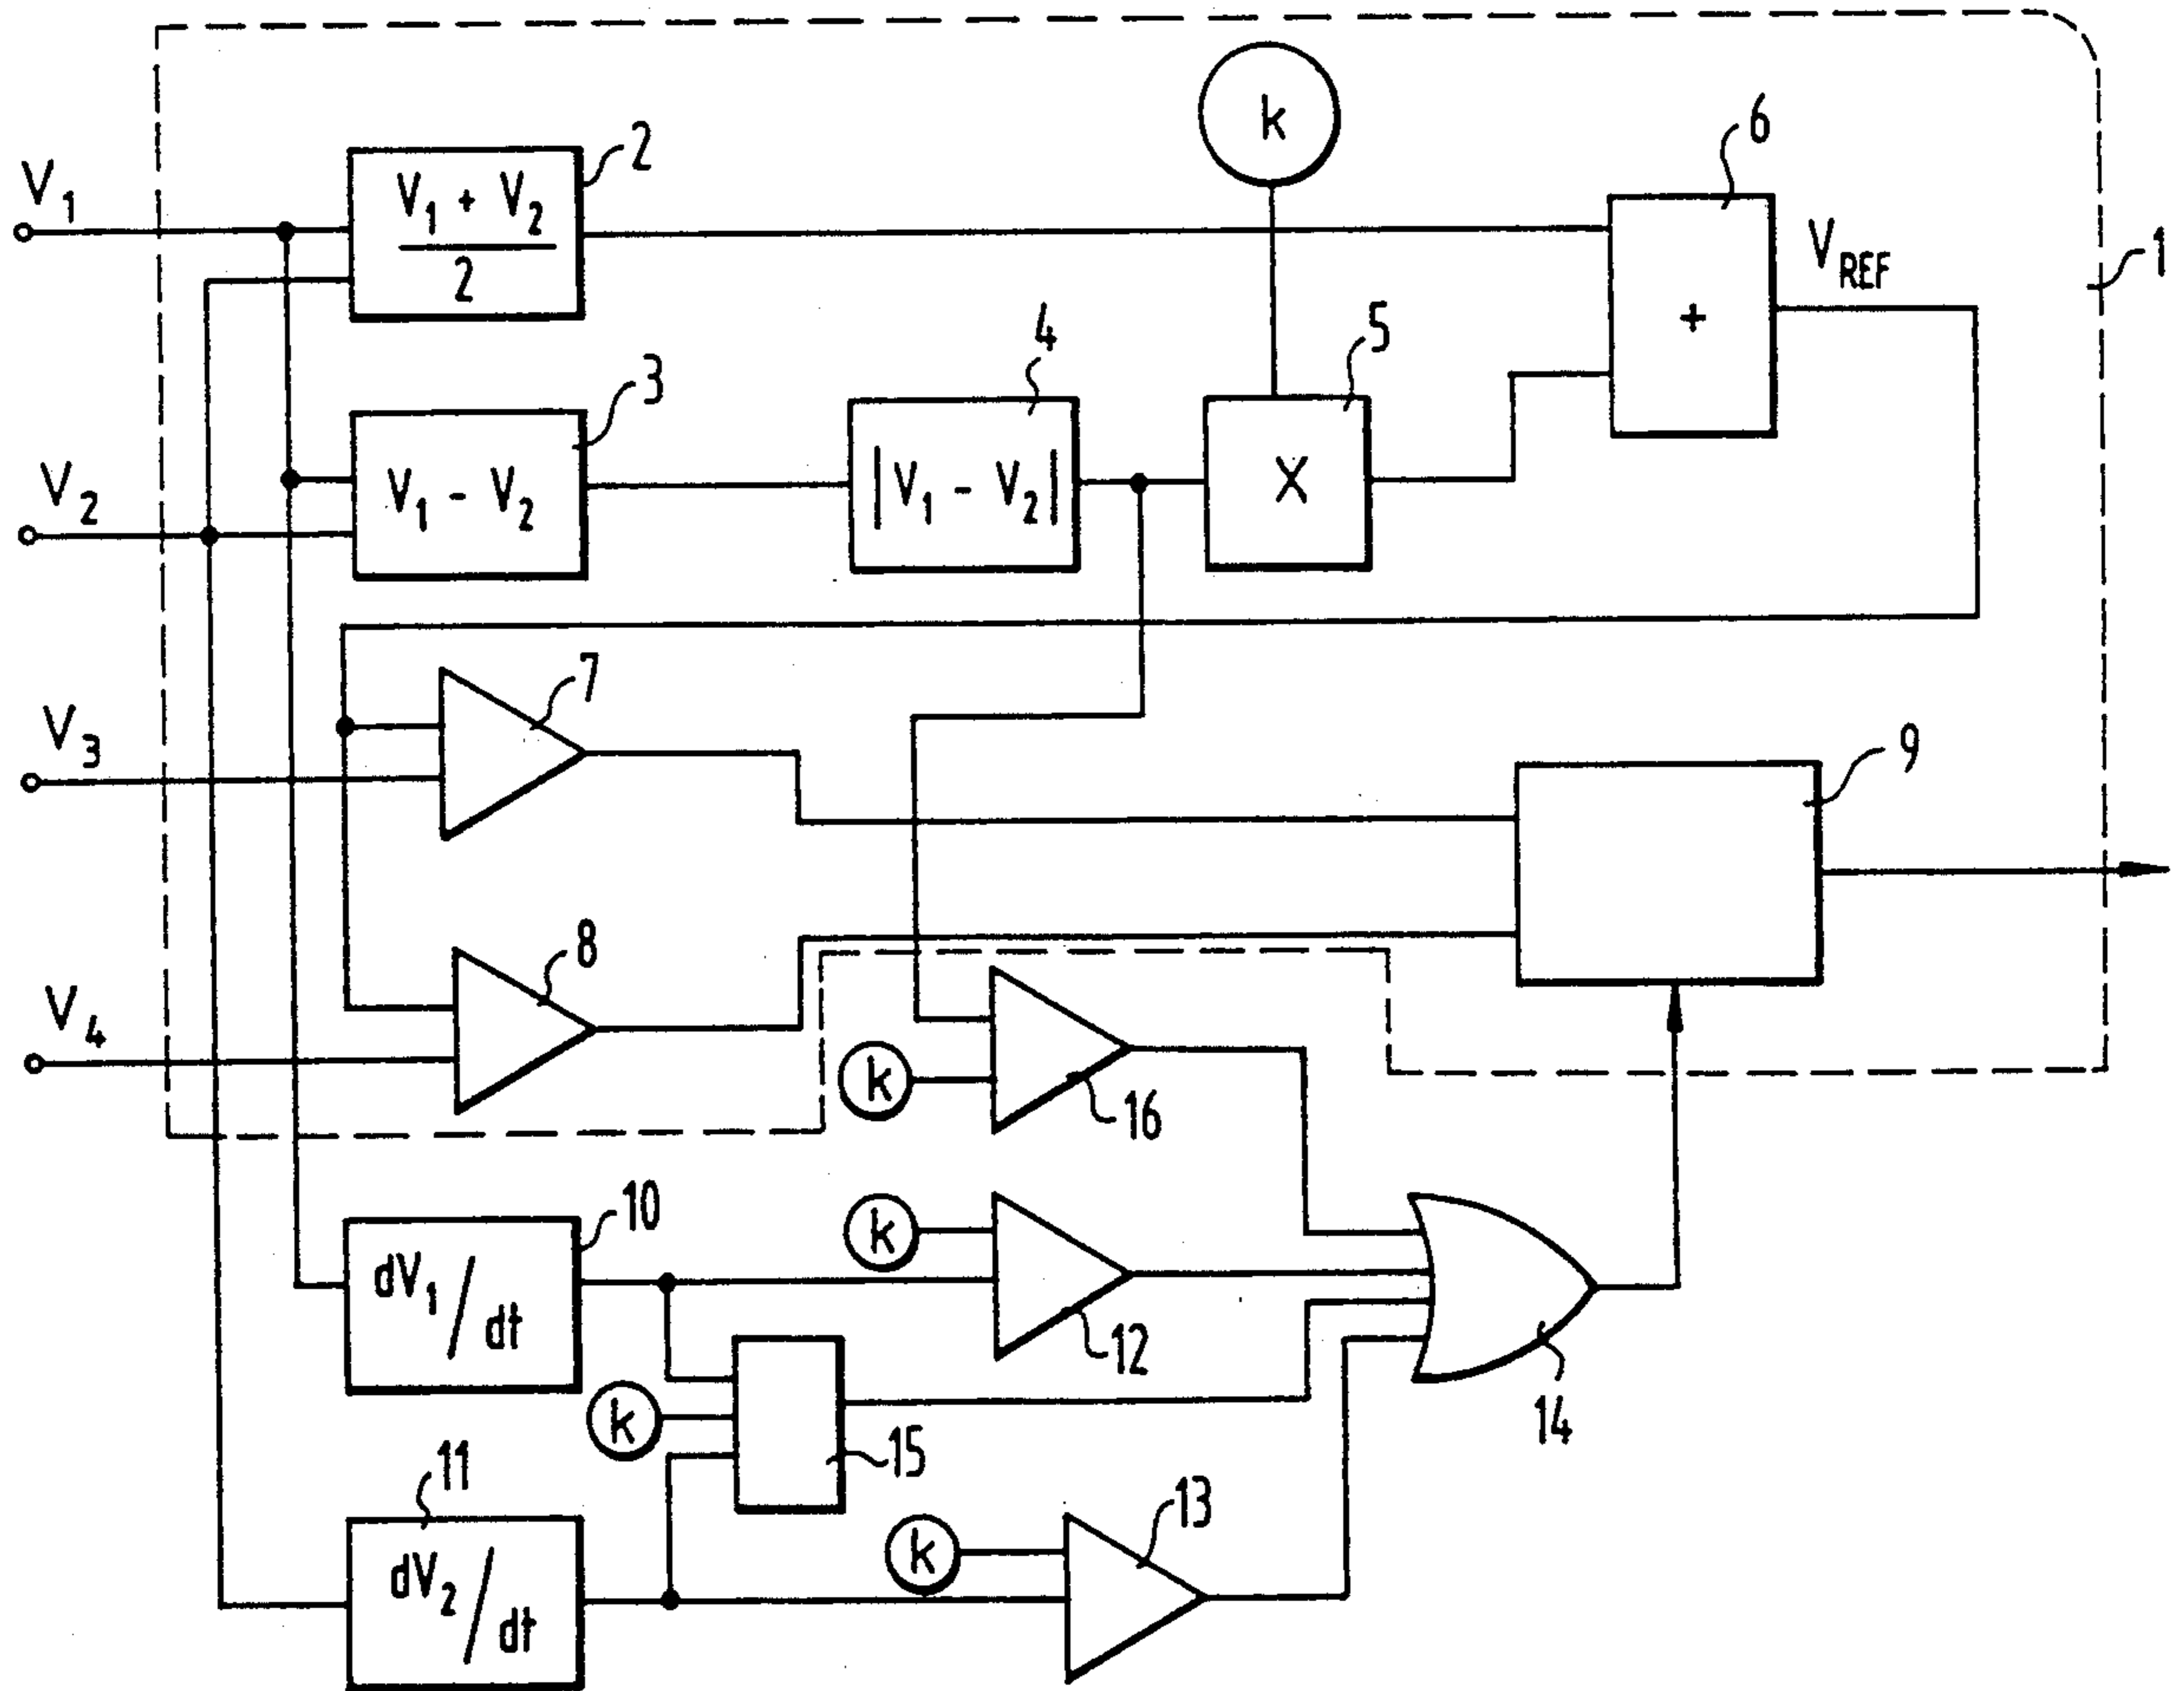 k
6
2
V₁
V₁ + V₂
2
V_REF
1
+
3
4
5
V₂
V₁ - V₂
|V₁ - V₂|
X
7
V₃
9
8
V₄
k
16
10
k
dV₁/dt
12
k
15
14
11
13
k
dV₂/dt